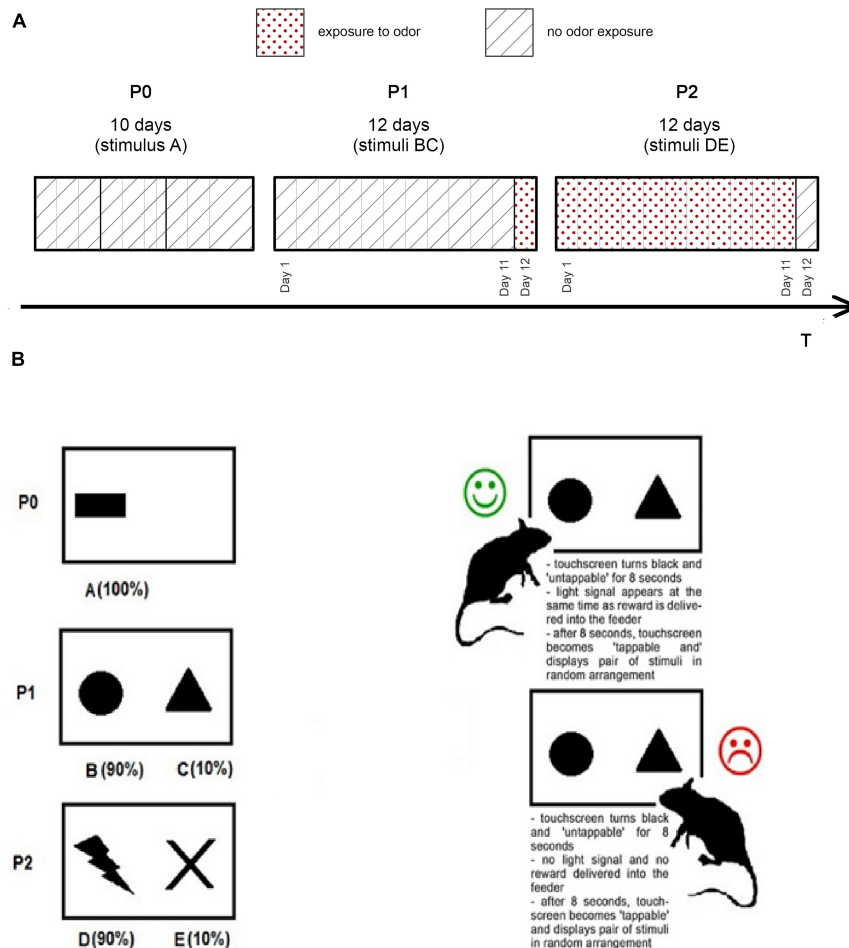 A
exposure to odor
no odor exposure
P0
P1
P2
10 days
(stimulus A)
12 days
(stimuli BC)
12 days
(stimuli DE)
Day 1
Day 11
Day 12
Day 1
Day 11
Day 12
T
B
P0
A(100%)
P1
B(90%)
C(10%)
P2
D(90%)
E(10%)
- touchscreen turns black and
'untappable' for 8 seconds
- light signal appears at the
same time as reward is delive-
red into the feeder
- after 8 seconds, touchscreen
becomes 'tappable and'
displays pair of stimuli in
random arrangement
- touchscreen turns black
and 'untappable' for 8
seconds
- no light signal and no
reward delivered into the
feeder
- after 8 seconds, touch-
screen becomes 'tappable'
and displays pair of stimuli
in random arrangement